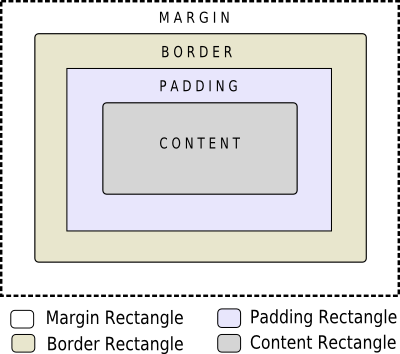 MARGIN
BORDER
PADDING
CONTENT
Margin Rectangle
Padding Rectangle
Border Rectangle
Content Rectangle